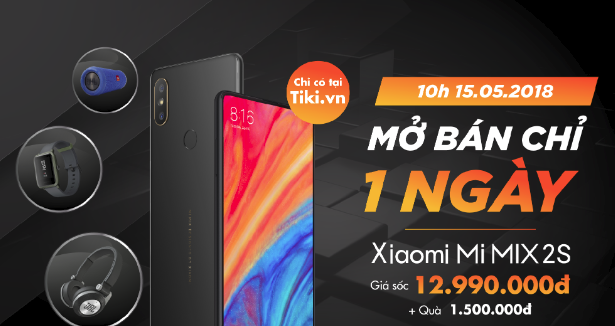 Chỉ có tại
Tiki.vn
8:16
10h 15.05.2018
MỞ BÁN CHỈ
1 NGÀY
Xiaomi Mi MIX 2S
Giá sốc 12.990.000đ
+ Quà 1.500.000đ